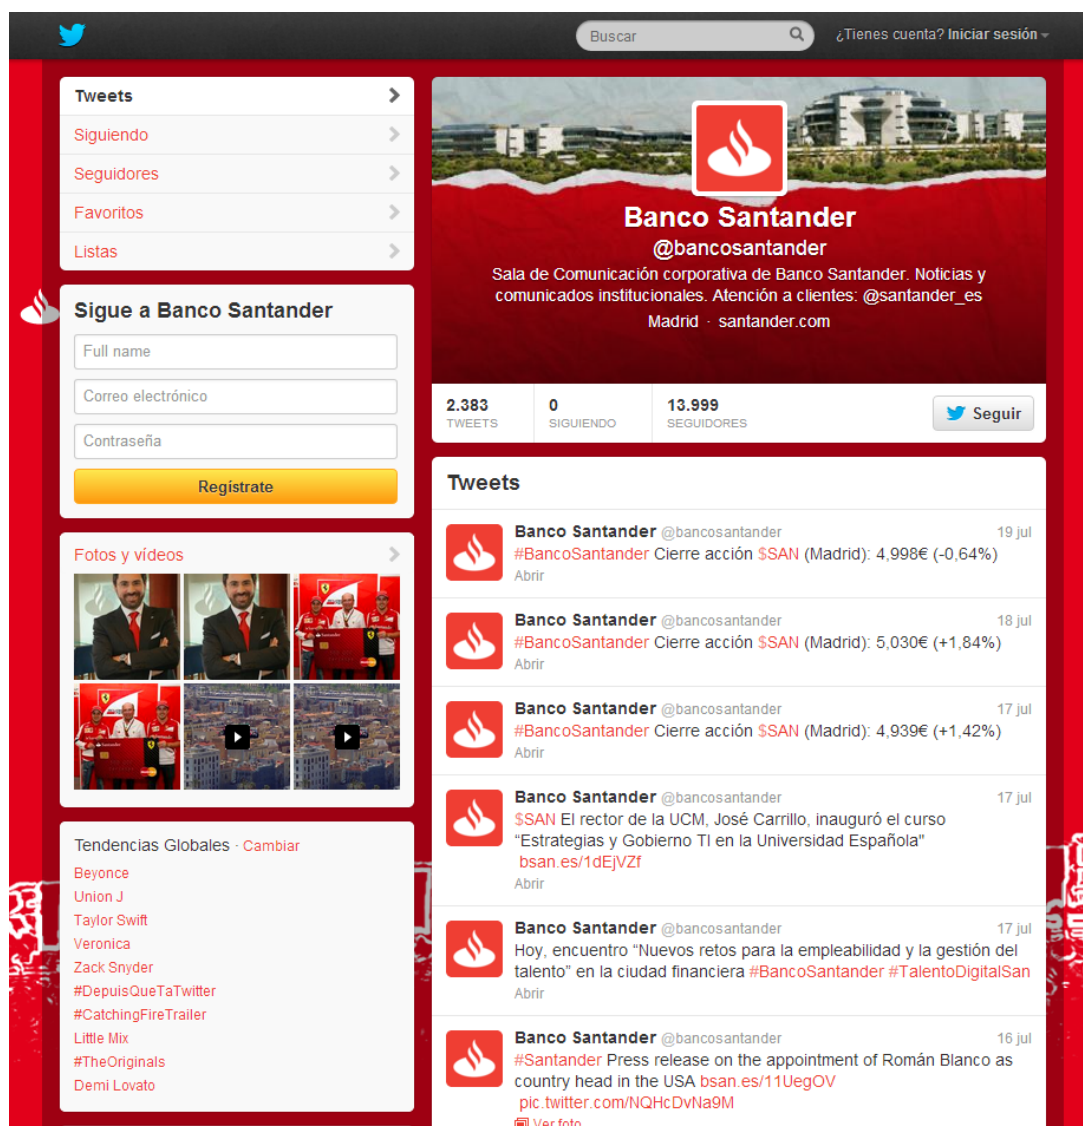 Buscar
¿Tienes cuenta? Iniciar sesión
Tweets
Siguiendo
Seguidores
Favoritos
Listas
Sigue a Banco Santander
Full name
Correo electrónico
Contraseña
Regístrate
Fotos y vídeos
Tendencias Globales · Cambiar
Beyonce
Union J
Taylor Swift
Veronica
Zack Snyder
#DepuisQueTaTwitter
#CatchingFireTrailer
Little Mix
#TheOriginals
Demi Lovato
Banco Santander
@bancosantander
Sala de Comunicación corporativa de Banco Santander. Noticias y
comunicados institucionales. Atención a clientes: @santander_es
Madrid · santander.com
2.383 0 13.999
TWEETS SIGUIENDO SEGUIDORES
Seguir
Tweets
Banco Santander @bancosantander 19 jul
#BancoSantander Cierre acción $SAN (Madrid): 4,998€ (-0,64%)
Abrir
Banco Santander @bancosantander 18 jul
#BancoSantander Cierre acción $SAN (Madrid): 5,030€ (+1,84%)
Abrir
Banco Santander @bancosantander 17 jul
#BancoSantander Cierre acción $SAN (Madrid): 4,939€ (+1,42%)
Abrir
Banco Santander @bancosantander 17 jul
$SAN El rector de la UCM, José Carrillo, inauguró el curso
“Estrategias y Gobierno TI en la Universidad Española"
bsan.es/1dEjVZf
Abrir
Banco Santander @bancosantander 17 jul
Hoy, encuentro “Nuevos retos para la empleabilidad y la gestión del
talento” en la ciudad financiera #BancoSantander #TalentoDigitalSan
Abrir
Banco Santander @bancosantander 16 jul
#Santander Press release on the appointment of Román Blanco as
country head in the USA bsan.es/11UegOV
pic.twitter.com/NQHcDvNa9M
Ver foto